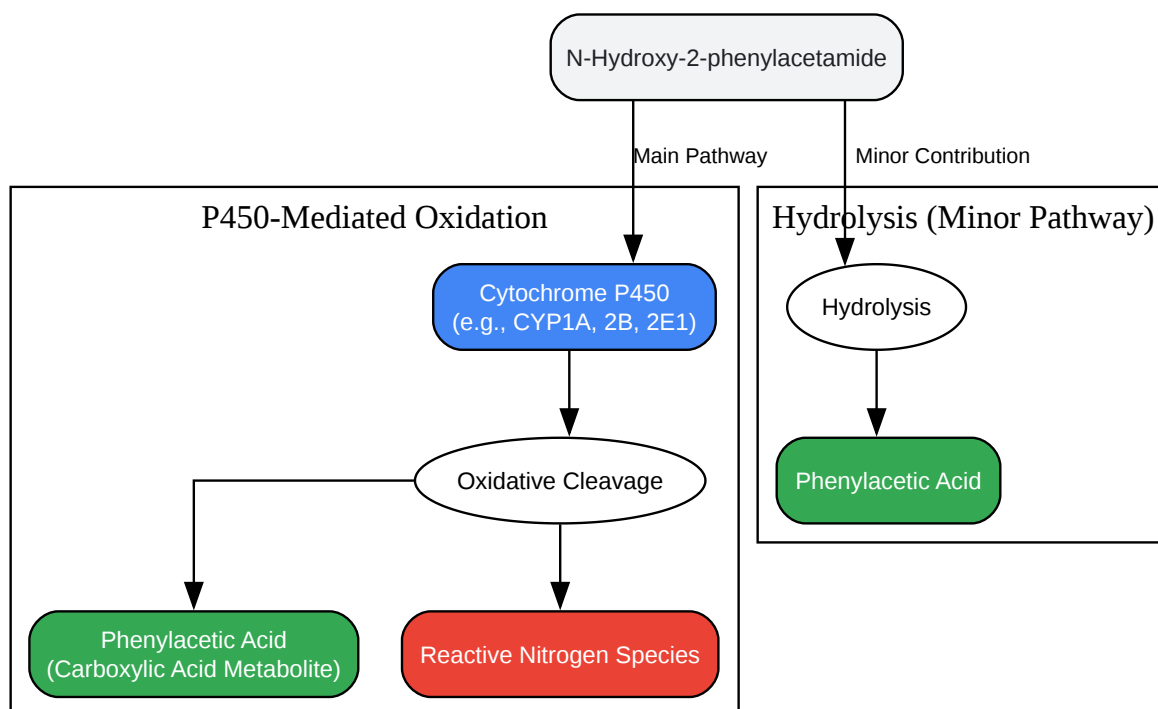 N-Hydroxy-2-phenylacetamide
Main Pathway
Minor Contribution
P450-Mediated Oxidation
Hydrolysis (Minor Pathway)
Cytochrome P450
(e.g., CYP1A, 2B, 2E1)
Hydrolysis
Oxidative Cleavage
Phenylacetic Acid
Phenylacetic Acid
(Carboxylic Acid Metabolite)
Reactive Nitrogen Species